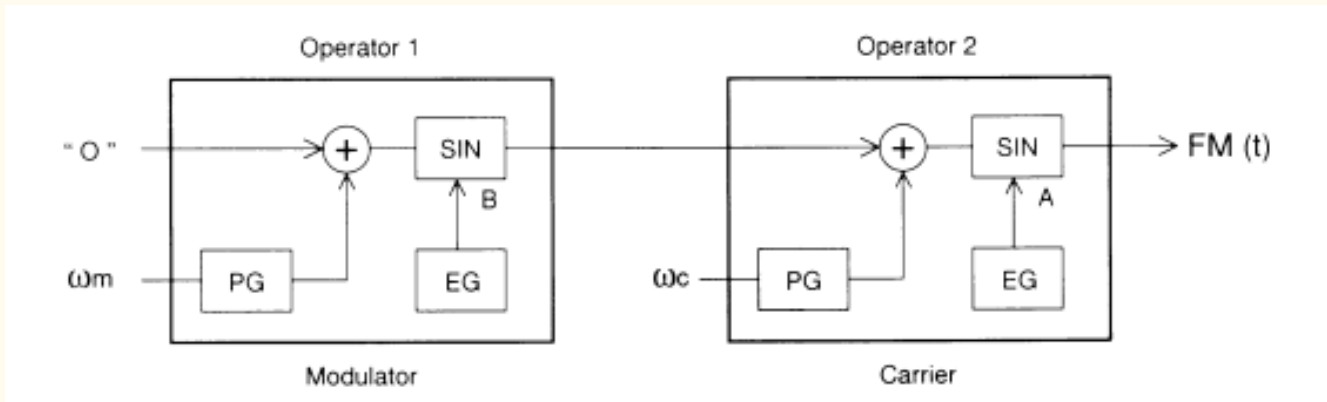 Operator 1 Operator 2
"O" + SIN + SIN FM (t)
B A
ωm PG EG ωc PG EG
Modulator Carrier